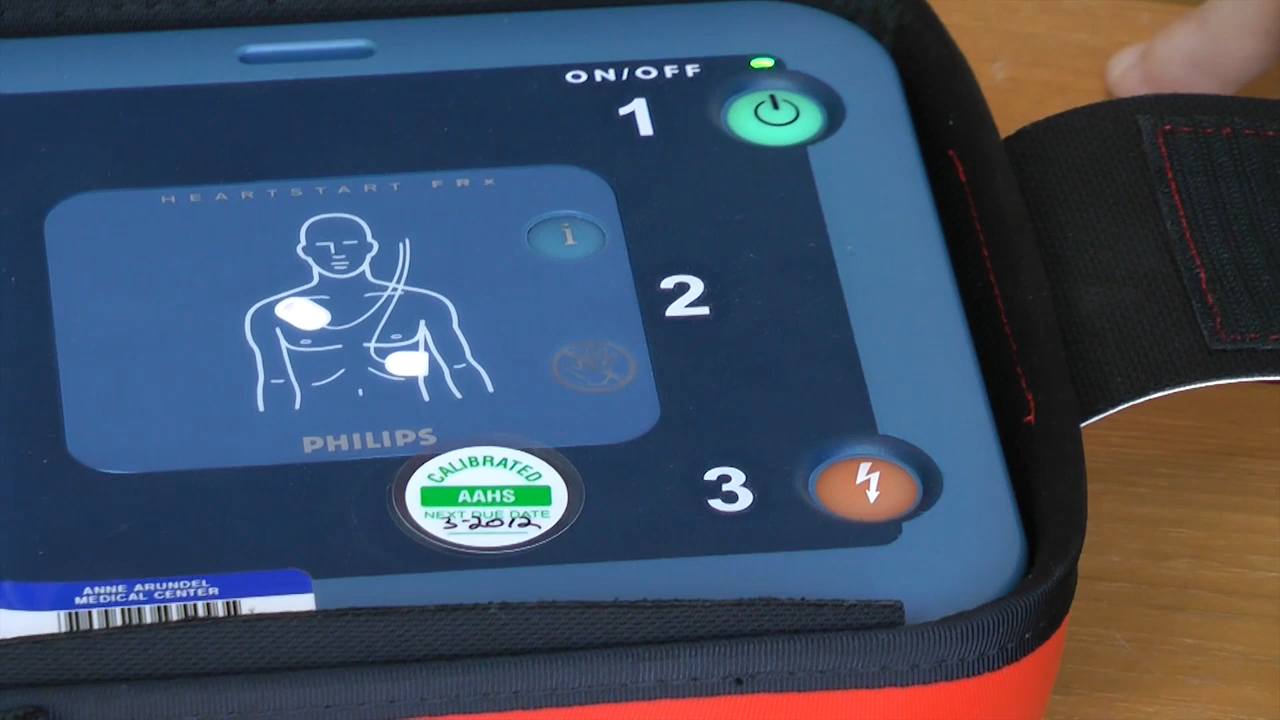 ON/OFF
1
HEARTSTART FRx
i
2
PHILIPS
CALIBRATED
AAHS
NEXT DUE DATE
3-2012
3
ANNE ARUNDEL
MEDICAL CENTER